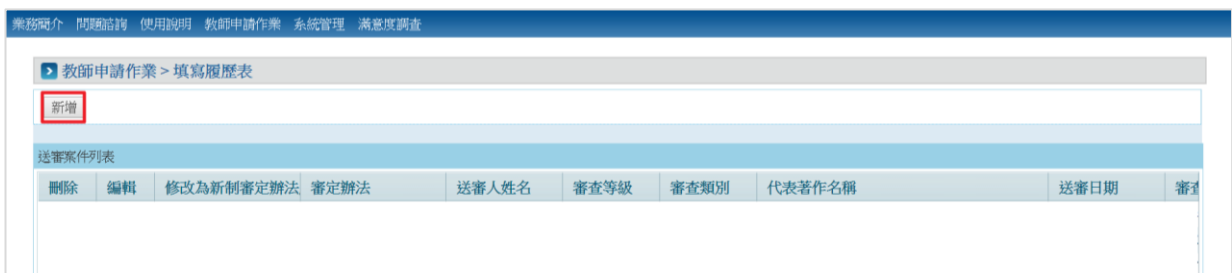 業務簡介 問題諮詢 使用說明 教師申請作業 系統管理 滿意度調查
教師申請作業 > 填寫履歷表
新增
送審案件列表
刪除 編輯 修改為新制審定辦法 審定辦法 送審人姓名 審查等級 審查類別 代表著作名稱 送審日期 審查